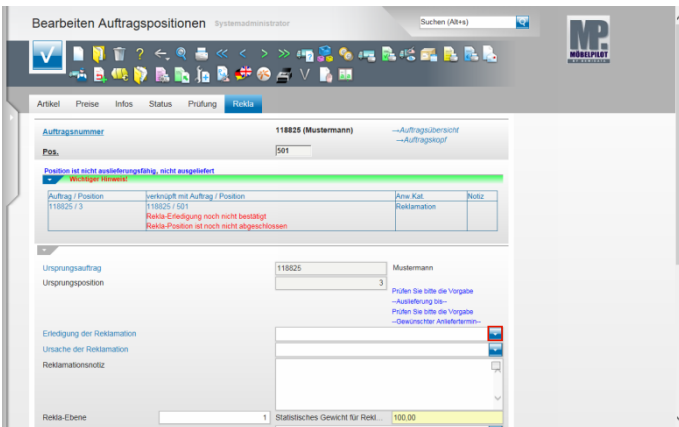 Bearbeiten Auftragspositionen Systemadministrator
Suchen (Alt+s)
MP
MÖBELPILOT
Artikel Preise Infos Status Prüfung Rekla
Auftragsnummer 118825 (Mustermann) →Auftragsübersicht
→Auftragskopf
Pos. 501
Position ist nicht auslieferungsfähig, nicht ausgeliefert
Wichtiger Hinweis!
Auftrag / Position verknüpft mit Auftrag / Position Anw.Kat. Notiz
118825 / 3 118825 / 501 Reklamation
Rekla-Erledigung noch nicht bestätigt
Rekla-Position ist noch nicht abgeschlossen
Ursprungsauftrag 118825 Mustermann
Ursprungsposition 3
Prüfen Sie bitte die Vorgabe
--Auslieferung bis--
Prüfen Sie bitte die Vorgabe
--Gewünschter Anliefertermin--
Erledigung der Reklamation
Ursache der Reklamation
Reklamationsnotiz
Rekla-Ebene 1 Statistisches Gewicht für Rekl... 100.00